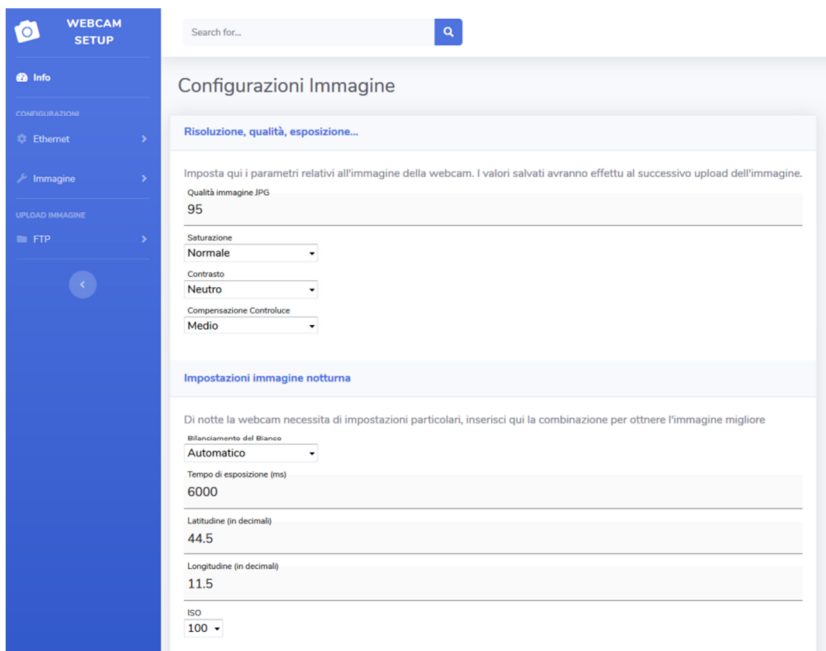 WEBCAM
SETUP
Info
CONFIGURAZIONI
Ethernet
Immagine
UPLOAD IMMAGINE
FTP
Search for...
Configurazioni Immagine
Risoluzione, qualità, esposizione...
Imposta qui i parametri relativi all'immagine della webcam. I valori salvati avranno effettu al successivo upload dell'immagine.
Qualità immagine JPG
95
Saturazione
Normale
Contrasto
Neutro
Compensazione Controluce
Medio
Impostazioni immagine notturna
Di notte la webcam necessita di impostazioni particolari, inserisci qui la combinazione per ottnere l'immagine migliore
Bilanciamento del Bianco
Automatico
Tempo di esposizione (ms)
6000
Latitudine (in decimali)
44.5
Longitudine (in decimali)
11.5
ISO
100